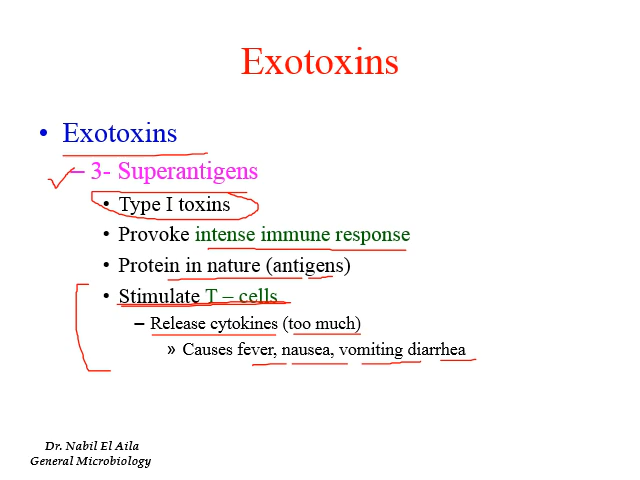 Exotoxins
• Exotoxins
– 3- Superantigens
• Type I toxins
• Provoke intense immune response
• Protein in nature (antigens)
• Stimulate T – cells
– Release cytokines (too much)
» Causes fever, nausea, vomiting diarrhea
Dr. Nabil El Aila
General Microbiology